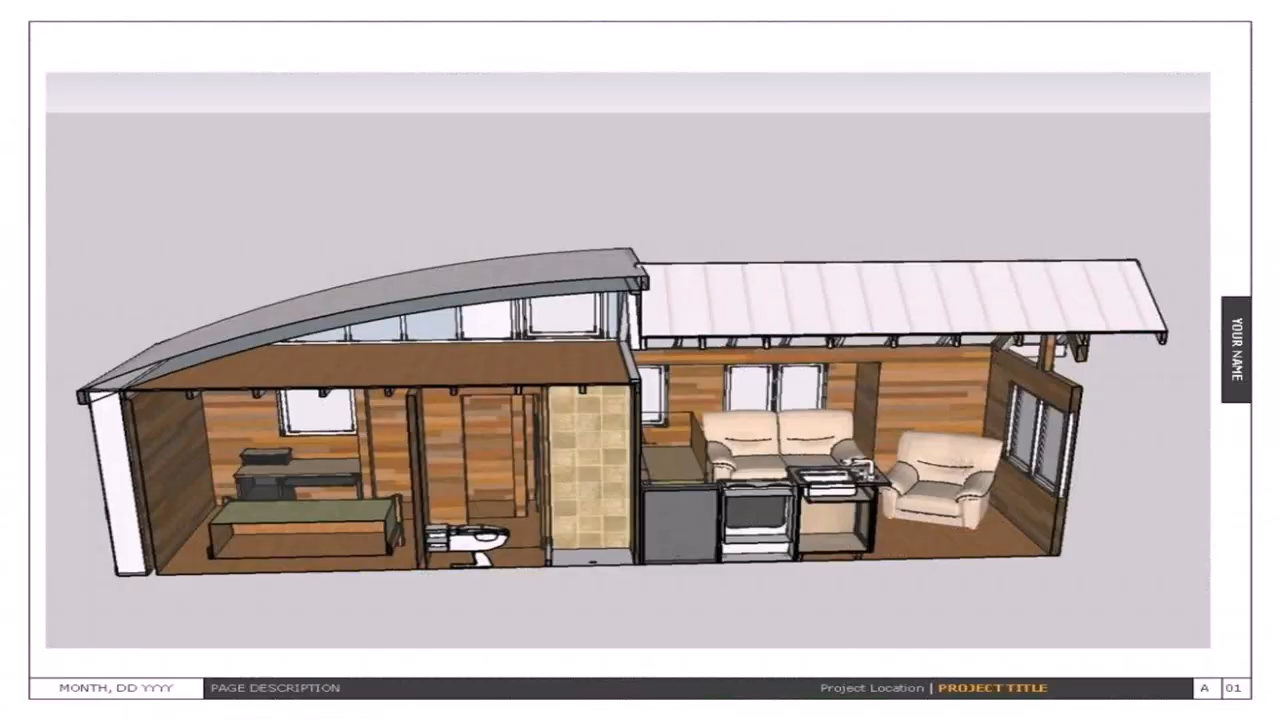 YOUR NAME
MONTH, DD YYYY
PAGE DESCRIPTION
Project Location | PROJECT TITLE
A 01